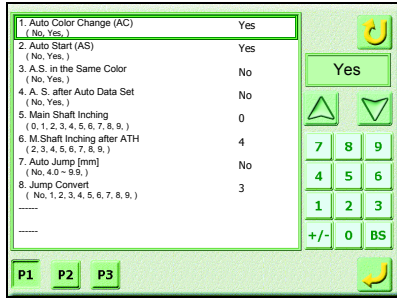 1. Auto Color Change (AC) Yes
( No, Yes, )
2. Auto Start (AS) Yes
( No, Yes, )
3. A.S. in the Same Color No
( No, Yes, )
4. A. S. after Auto Data Set No
( No, Yes, )
5. Main Shaft Inching 0
( 0, 1, 2, 3, 4, 5, 6, 7, 8, 9, )
6. M.Shaft Inching after ATH 4
( 2, 3, 4, 5, 6, 7, 8, 9, )
7. Auto Jump [mm] No
( No, 4.0 ~ 9.9, )
8. Jump Convert 3
( No, 1, 2, 3, 4, 5, 6, 7, 8, 9, )
------
------
Yes
7 8 9
4 5 6
1 2 3
+/- 0 BS
P1 P2 P3